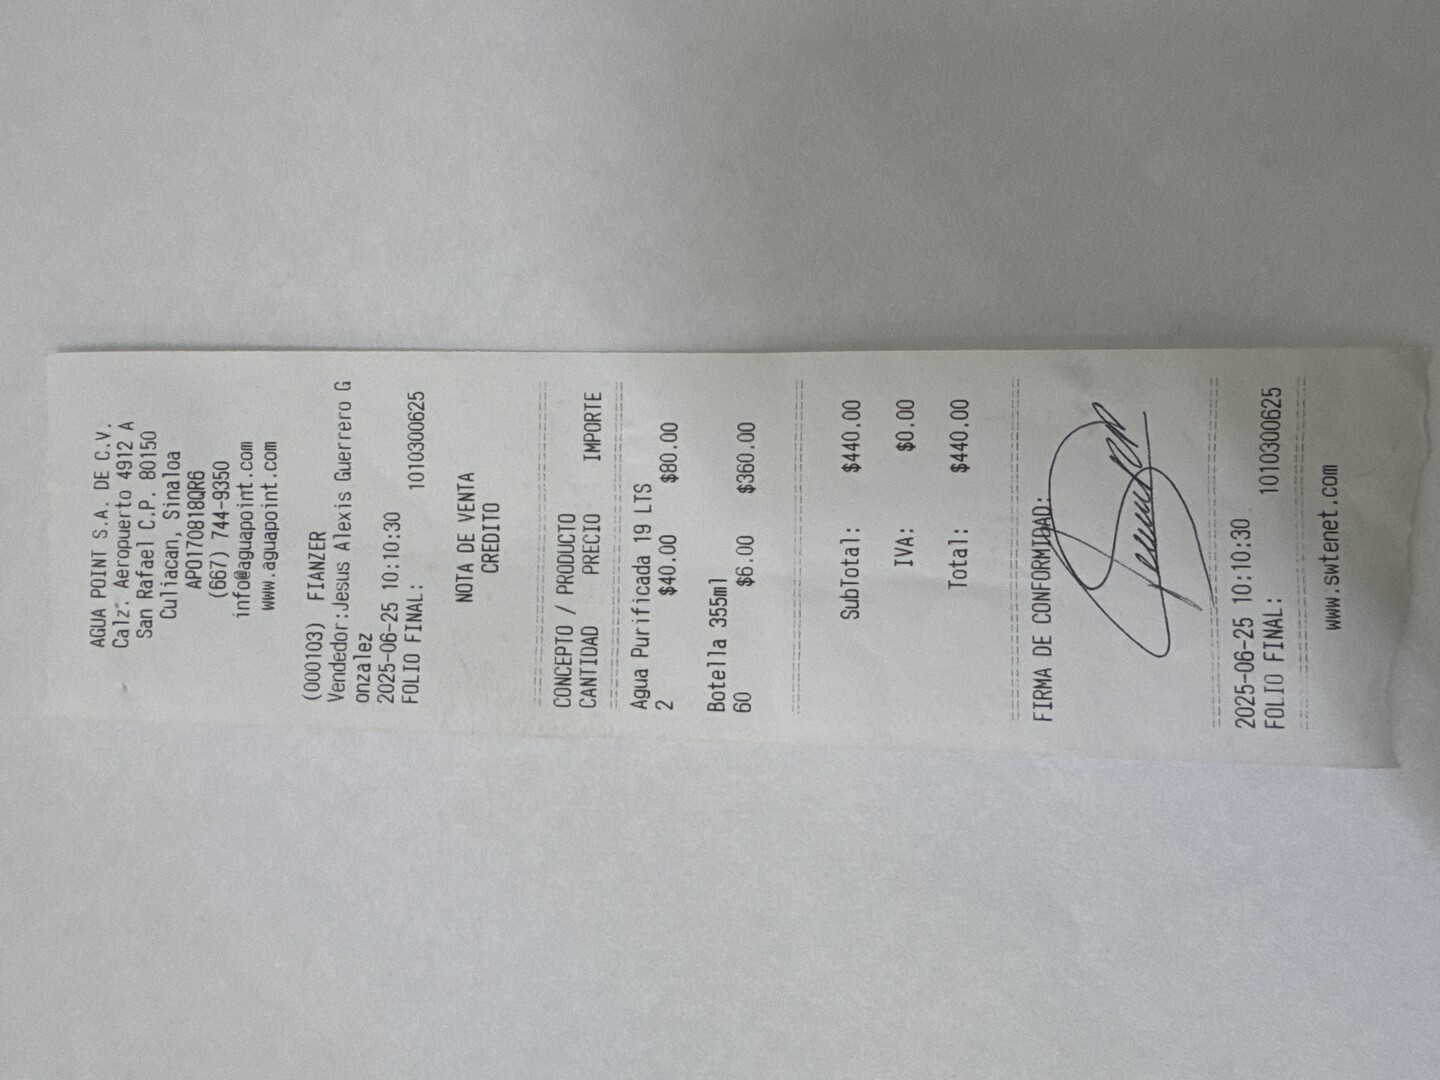 AGUA POINT S.A. DE C.V.
Calz. Aeropuerto 4912 A
San Rafael C.P. 80150
Culiacan, Sinaloa
APO170818QR6
(667) 744-9350
info@aguapoint.com
www.aguapoint.com
(000103) FIANZER
Vendedor:Jesus Alexis Guerrero G
onzalez
2025-06-25 10:10:30
FOLIO FINAL: 1010300625
NOTA DE VENTA
CREDITO
CONCEPTO / PRODUCTO
CANTIDAD PRECIO IMPORTE
Agua Purificada 19 LTS
2 $40.00 $80.00
Botella 355ml
60 $6.00 $360.00
SubTotal: $440.00
IVA: $0.00
Total: $440.00
FIRMA DE CONFORMIDAD:
2025-06-25 10:10:30
FOLIO FINAL: 1010300625
www.swtenet.com